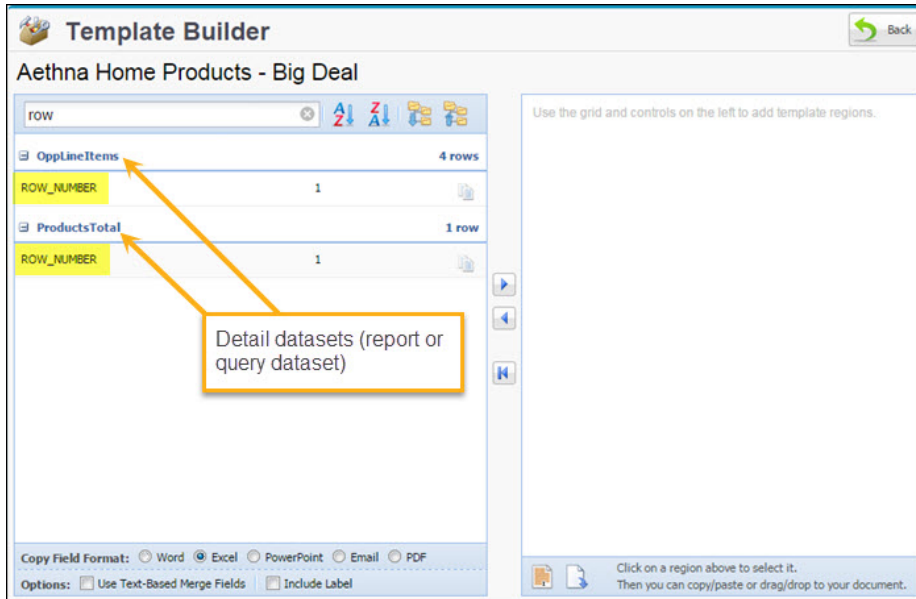 Template Builder
Back
Aethna Home Products - Big Deal
row
A
Z
Z
A
Use the grid and controls on the left to add template regions.
OppLineItems 4 rows
ROW_NUMBER 1
ProductsTotal 1 row
ROW_NUMBER 1
Detail datasets (report or
query dataset)
Copy Field Format: Word Excel PowerPoint Email PDF
Options: Use Text-Based Merge Fields Include Label
Click on a region above to select it.
Then you can copy/paste or drag/drop to your document.